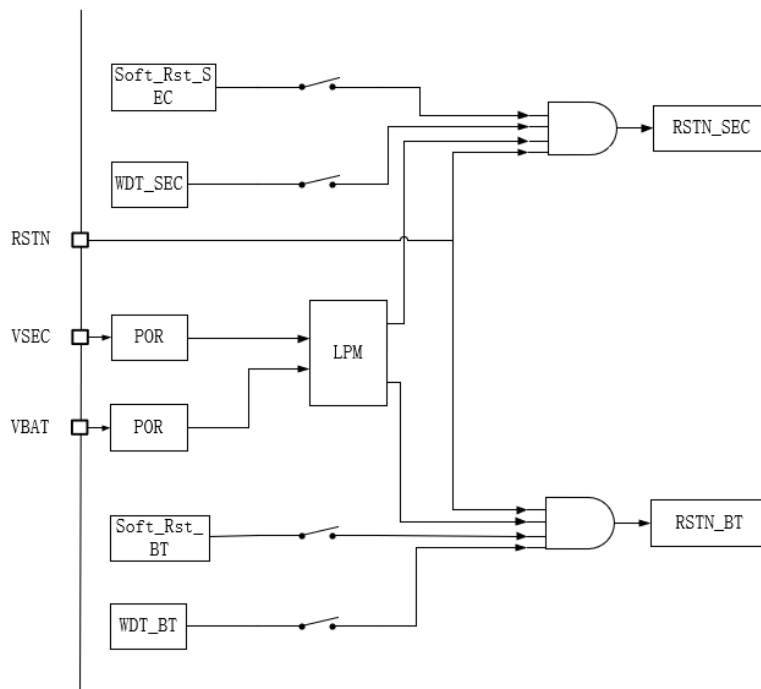 Soft_Rst_S
EC
RSTN_SEC
WDT_SEC
RSTN
VSEC
POR
LPM
VBAT
POR
Soft_Rst_
BT
RSTN_BT
WDT_BT